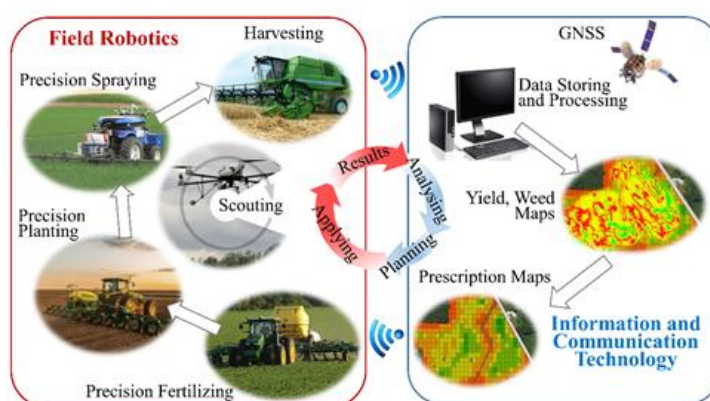 Field Robotics
Harvesting
Precision Spraying
Scouting
Precision
Planting
Precision Fertilizing
Results
Analysing
Planning
Applying
GNSS
Data Storing
and Processing
Yield, Weed
Maps
Prescription Maps
Information and
Communication
Technology